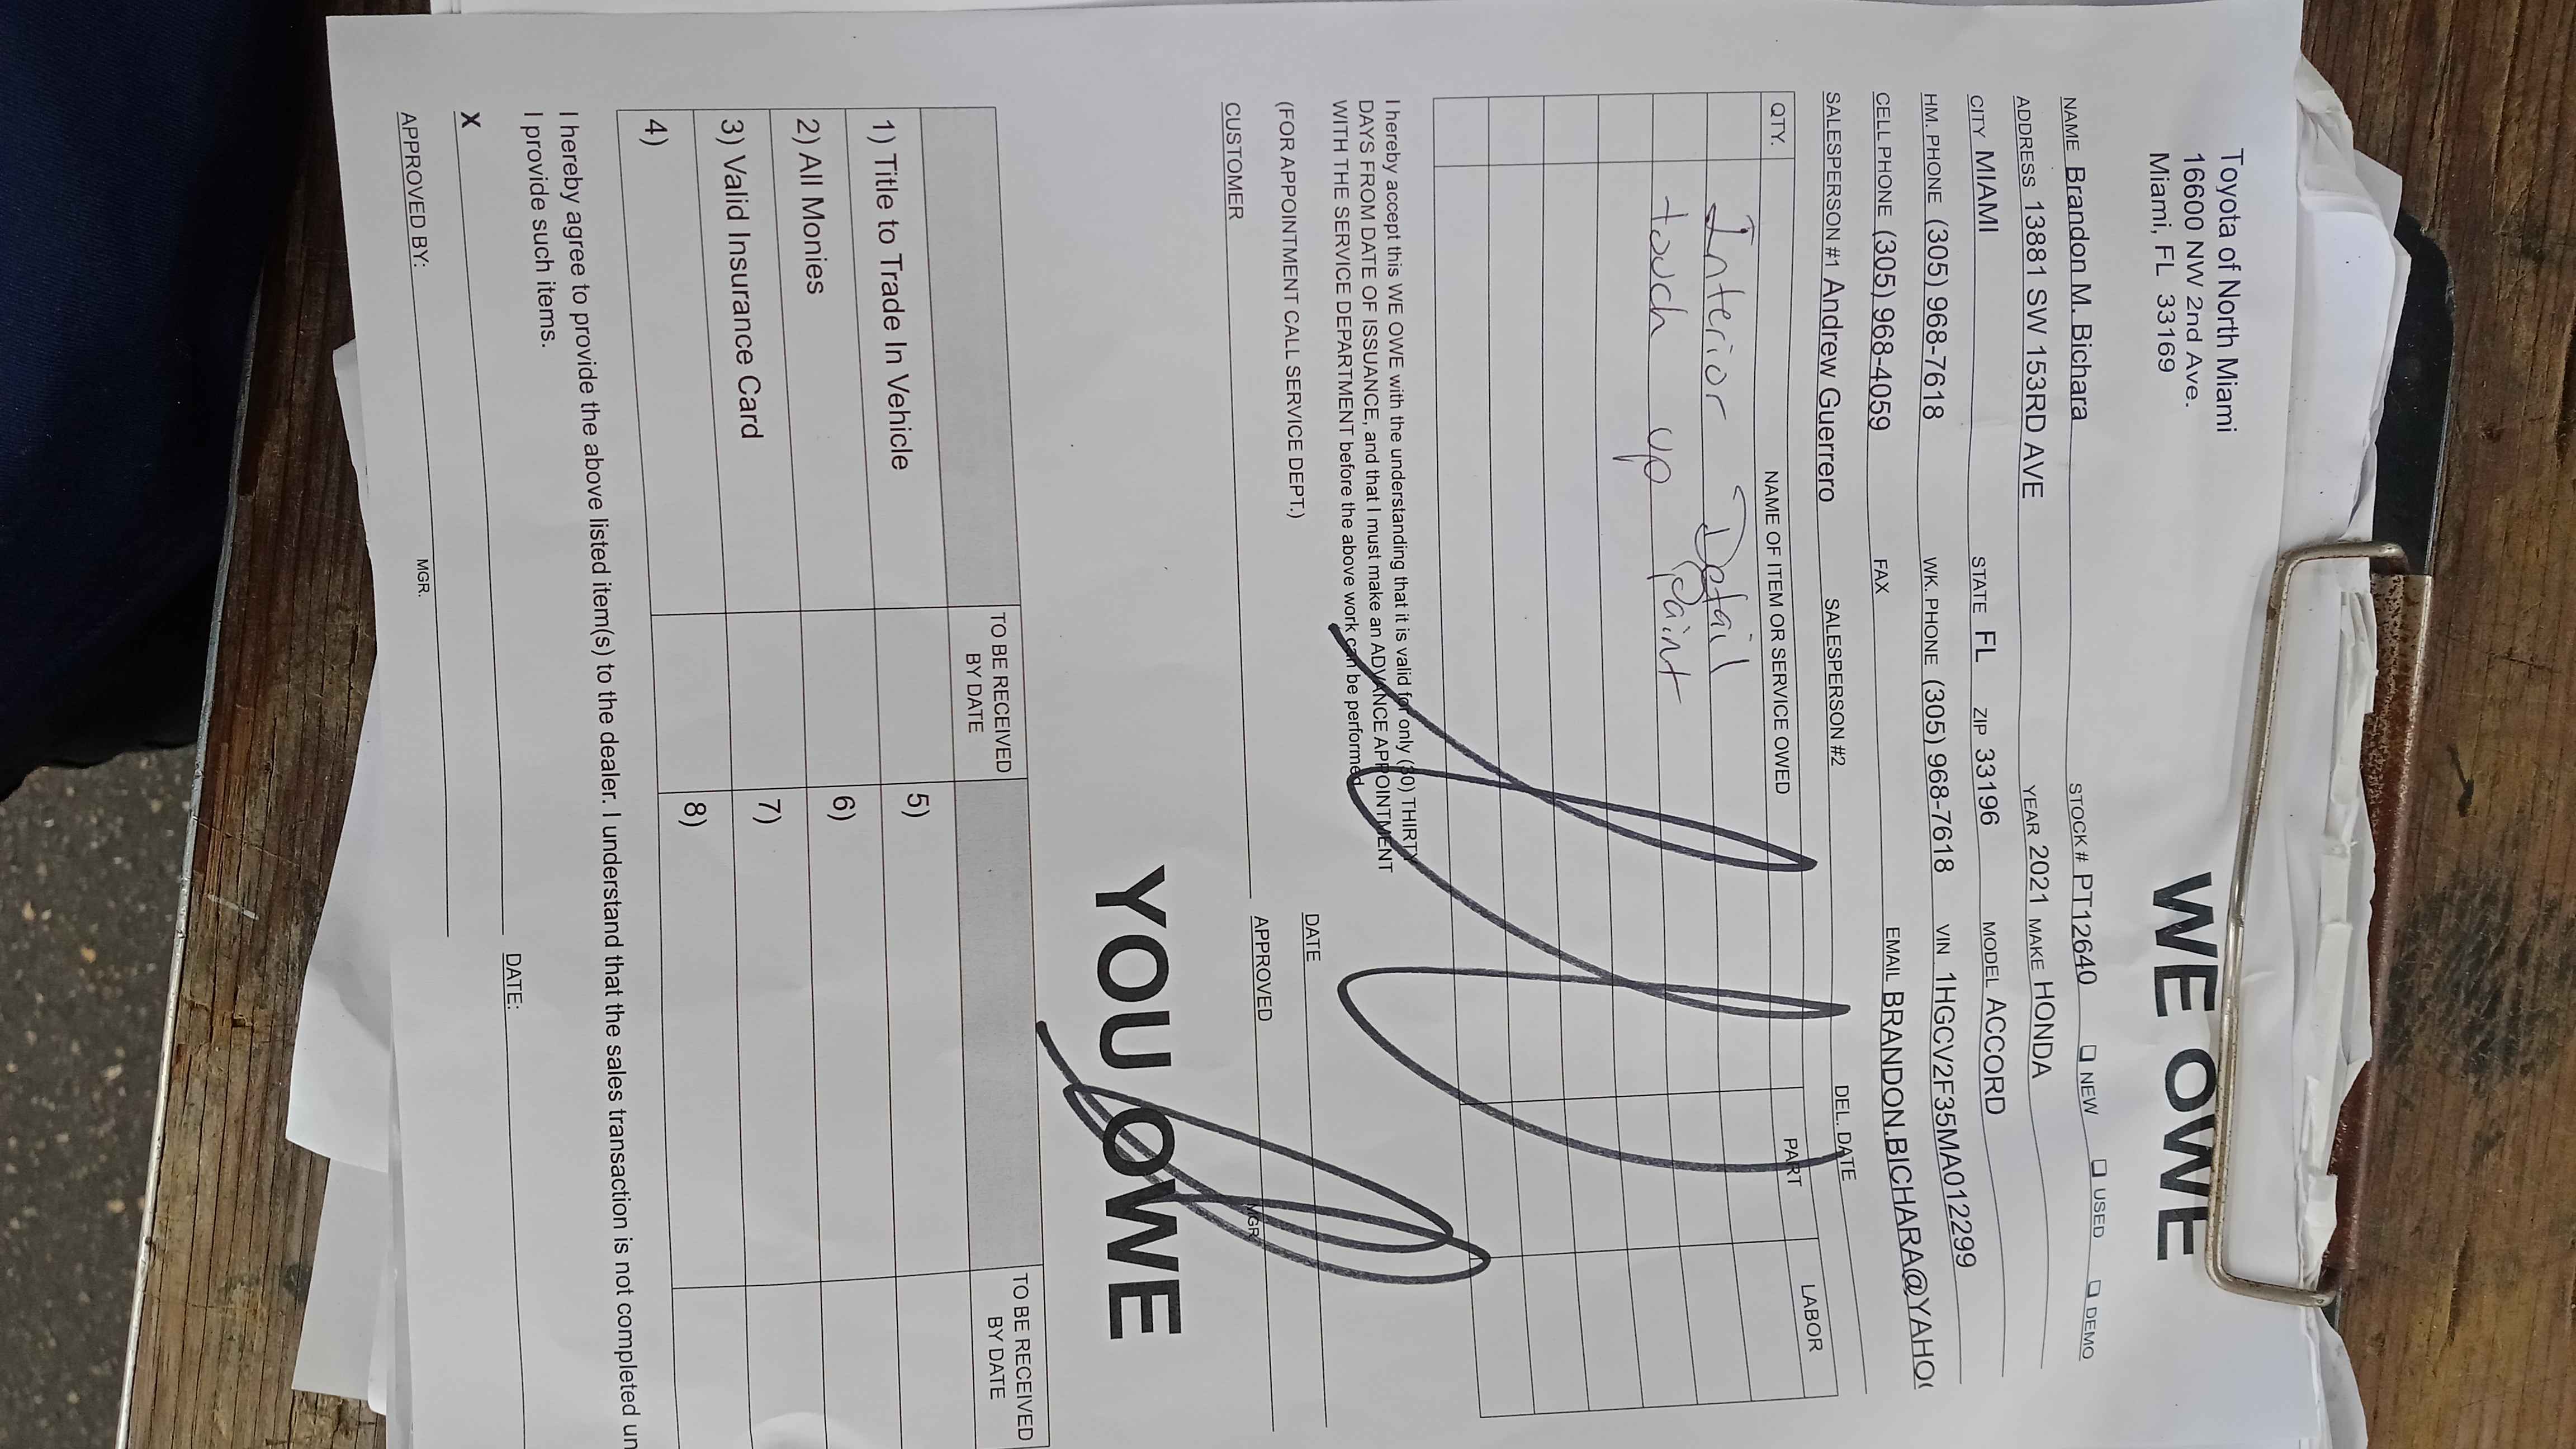 Toyota of North Miami
16600 NW 2nd Ave.
Miami, FL 33169
WE OWE
NAME Brandon M. Bichara STOCK # PT12640 NEW USED DEMO
ADDRESS 13881 SW 153RD AVE YEAR 2021 MAKE HONDA
CITY MIAMI STATE FL ZIP 33196 MODEL ACCORD
HM. PHONE (305) 968-7618 WK. PHONE (305) 968-7618 VIN 1HGCV2F35MA012299
CELL PHONE (305) 968-4059 FAX EMAIL BRANDON.BICHARA@YAHO
SALESPERSON #1 Andrew Guerrero SALESPERSON #2 DEL. DATE
QTY. NAME OF ITEM OR SERVICE OWED PART LABOR
Interior Detail
touch up paint
I hereby accept this WE OWE with the understanding that it is valid for only (30) THIRTY
DAYS FROM DATE OF ISSUANCE, and that I must make an ADVANCE APPOINTMENT
WITH THE SERVICE DEPARTMENT before the above work can be performed.
(FOR APPOINTMENT CALL SERVICE DEPT.) DATE
CUSTOMER APPROVED MGR.
YOU OWE
TO BE RECEIVED BY DATE TO BE RECEIVED BY DATE
1) Title to Trade In Vehicle 5)
2) All Monies 6)
3) Valid Insurance Card 7)
4) 8)
I hereby agree to provide the above listed item(s) to the dealer. I understand that the sales transaction is not completed un
I provide such items.
X DATE:
APPROVED BY: MGR.